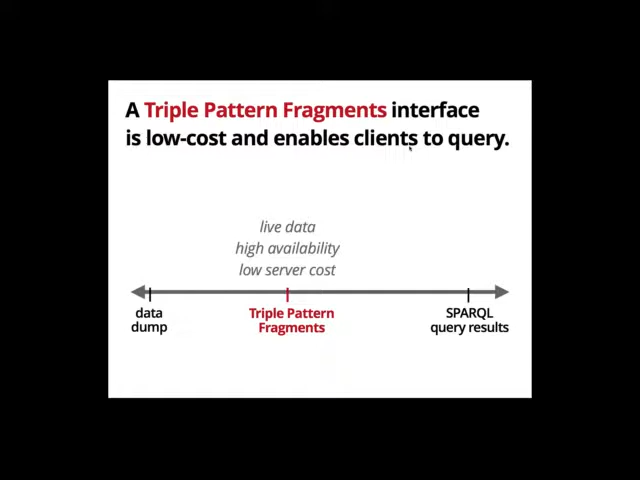 A Triple Pattern Fragments interface
is low-cost and enables clients to query.
live data
high availability
low server cost
data
dump
Triple Pattern
Fragments
SPARQL
query results